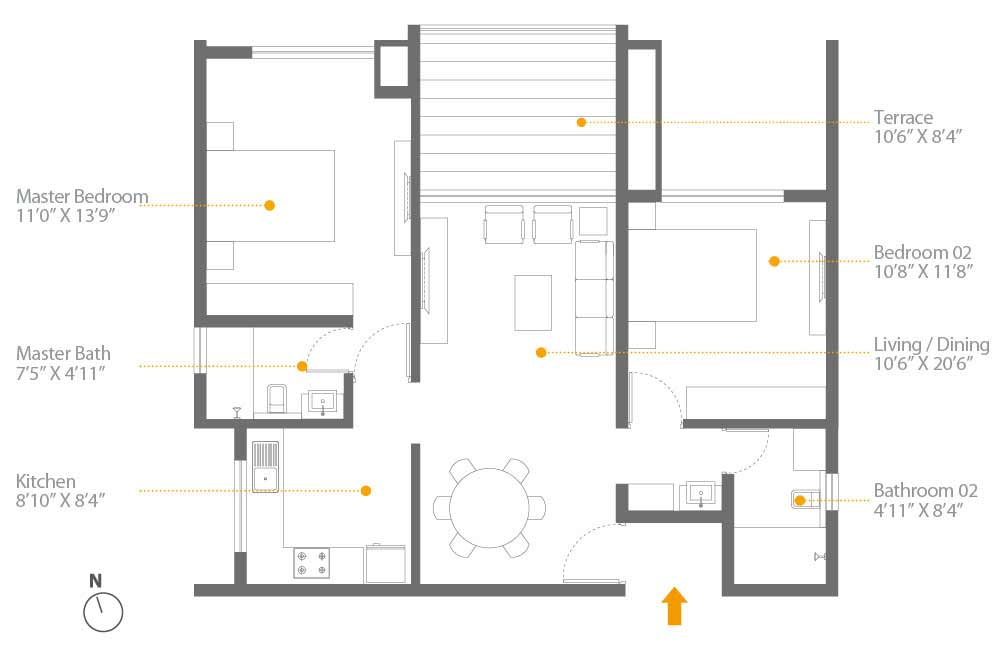 Terrace
10'6” X 8'4”
Master Bedroom
11'0” X 13'9”
Bedroom 02
10'8” X 11'8”
Living / Dining
10'6” X 20'6”
Master Bath
7'5” X 4'11”
Kitchen
8'10” X 8'4”
Bathroom 02
4'11” X 8'4”
N